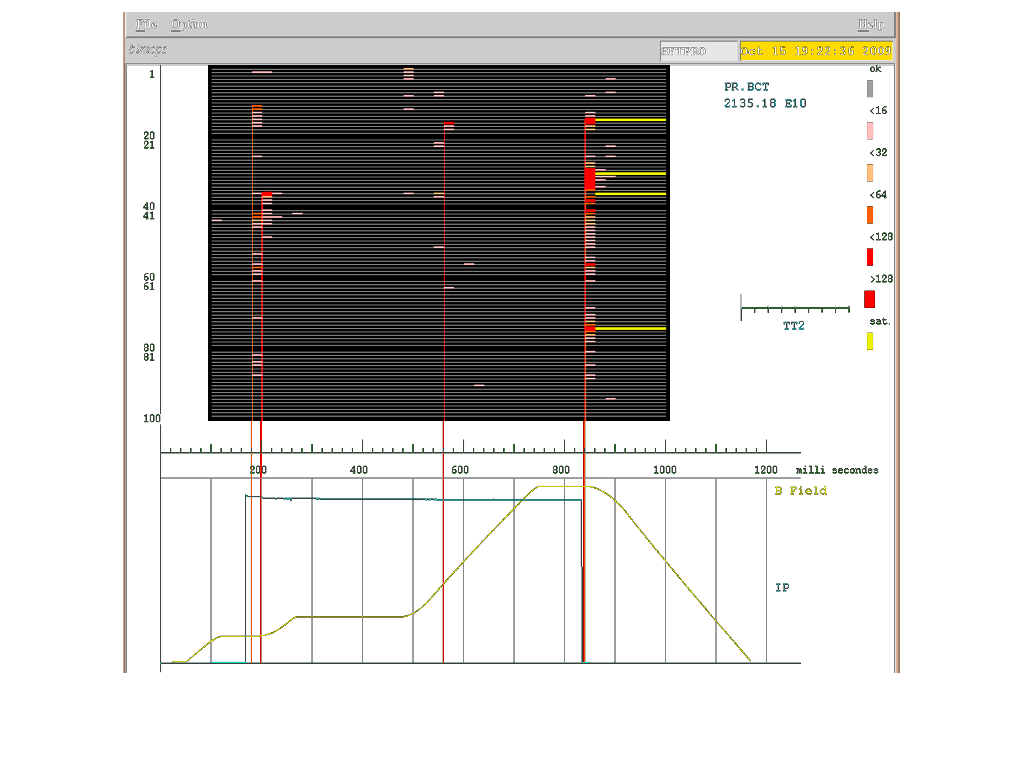 File Option Help
SFTPRO Oct 15 19:22:26 2009
1
20
21
40
41
60
61
80
81
100
PR.BCT
2135.18 E10
ok
<16
<32
<64
<128
>128
sat.
TT2
200 400 600 800 1000 1200 milli secondes
B Field
IP